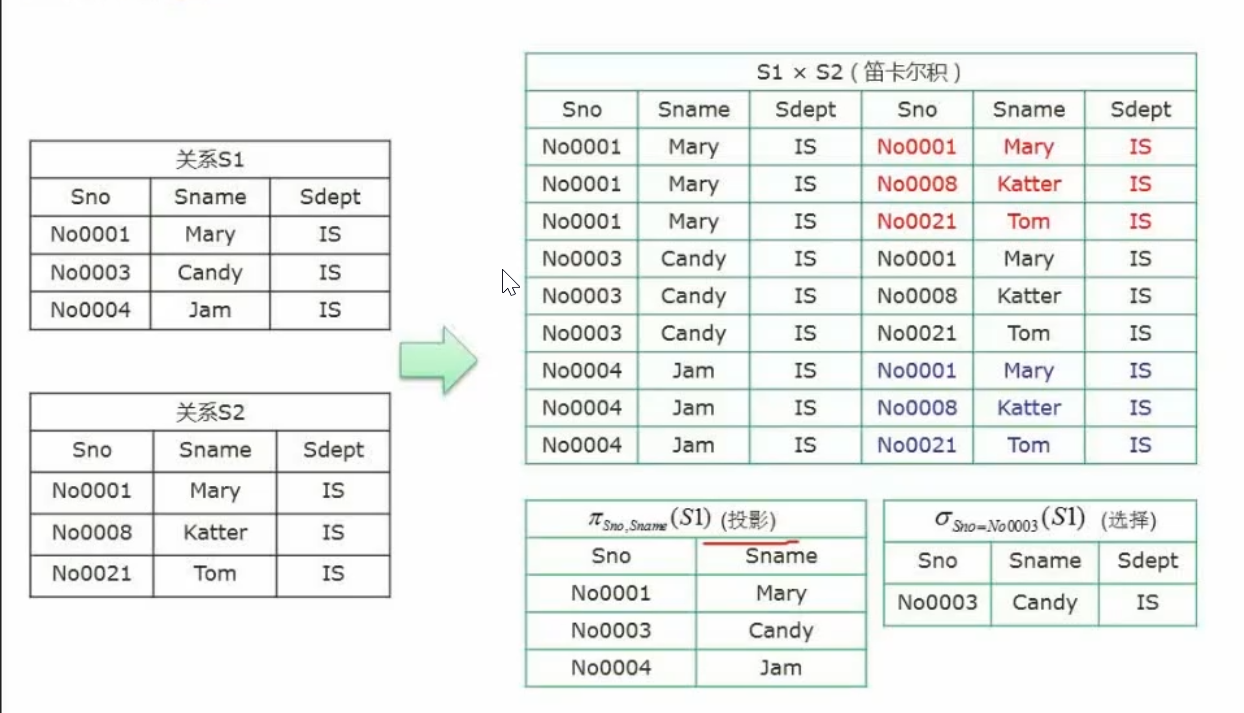 关系S1
Sno Sname Sdept
No0001 Mary IS
No0003 Candy IS
No0004 Jam IS
关系S2
Sno Sname Sdept
No0001 Mary IS
No0008 Katter IS
No0021 Tom IS
S1 × S2 ( 笛卡尔积 )
Sno Sname Sdept Sno Sname Sdept
No0001 Mary IS No0001 Mary IS
No0001 Mary IS No0008 Katter IS
No0001 Mary IS No0021 Tom IS
No0003 Candy IS No0001 Mary IS
No0003 Candy IS No0008 Katter IS
No0003 Candy IS No0021 Tom IS
No0004 Jam IS No0001 Mary IS
No0004 Jam IS No0008 Katter IS
No0004 Jam IS No0021 Tom IS
π Sno,Sname (S1) (投影)
Sno Sname
No0001 Mary
No0003 Candy
No0004 Jam
σ Sno=No0003 (S1) (选择)
Sno Sname Sdept
No0003 Candy IS